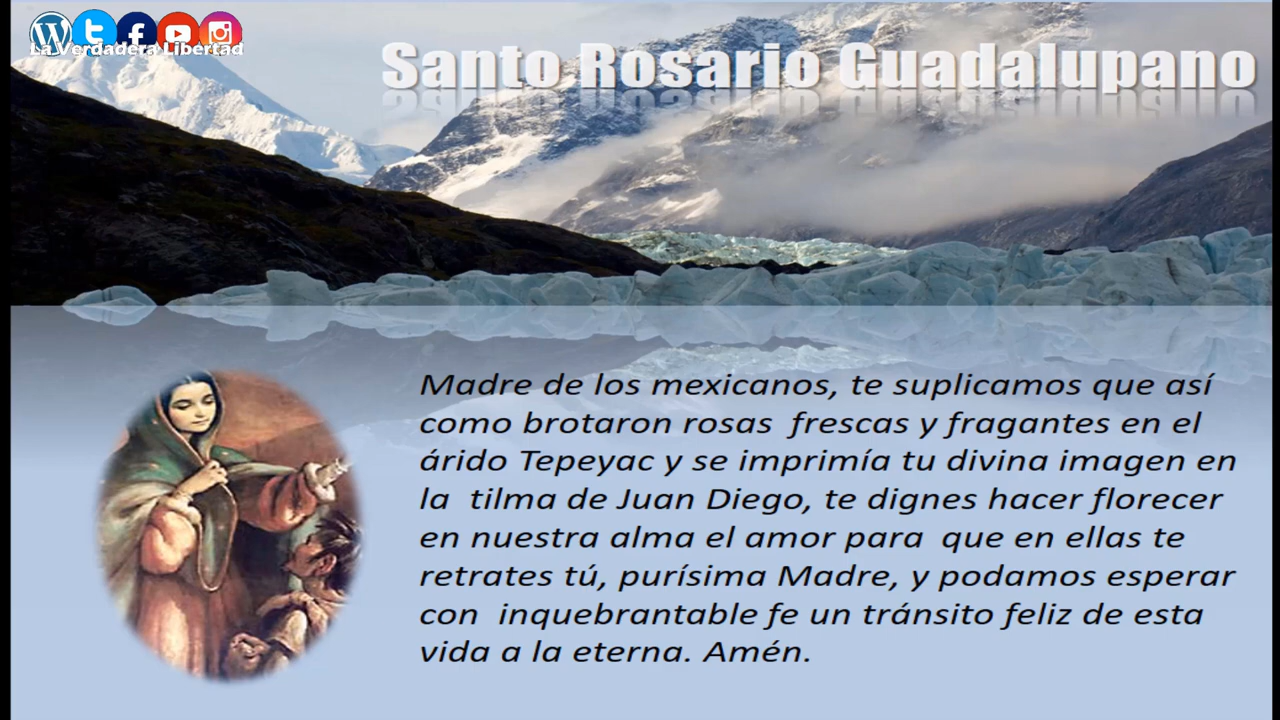 La Verdadera Libertad
Santo Rosario Guadalupano
Madre de los mexicanos, te suplicamos que así
como brotaron rosas  frescas y fragantes en el
árido Tepeyac y se imprimía tu divina imagen en
la  tilma de Juan Diego, te dignes hacer florecer
en nuestra alma el amor para  que en ellas te
retrates tú, purísima Madre, y podamos esperar
con  inquebrantable fe un tránsito feliz de esta
vida a la eterna. Amén.